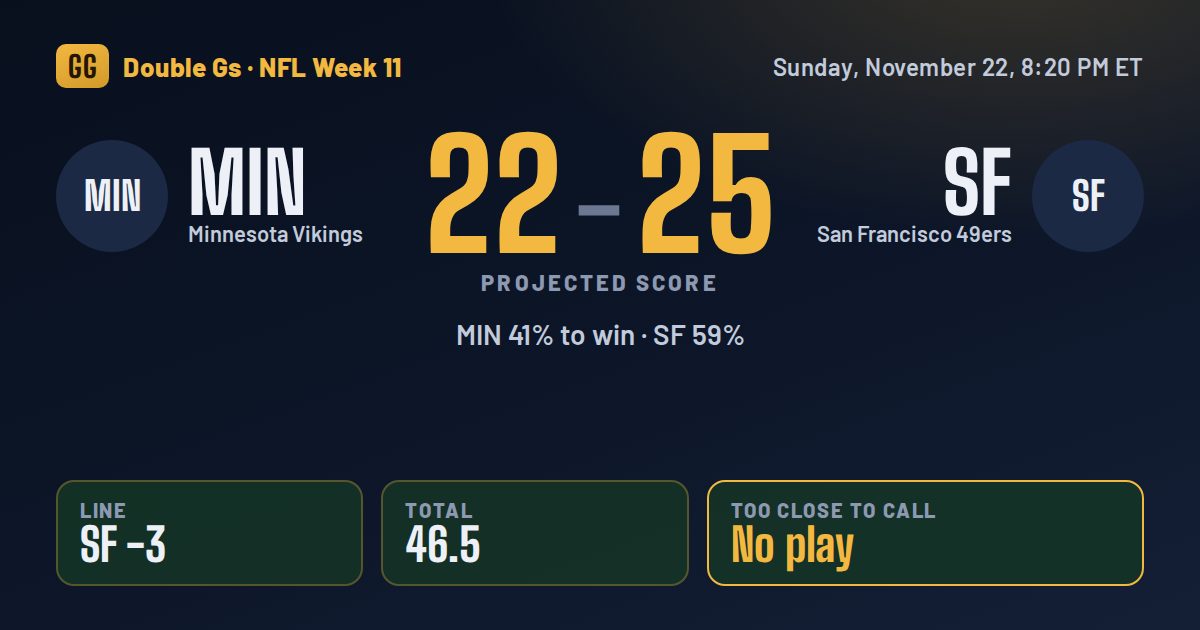 GG Double Gs · NFL Week 11
Sunday, November 22, 8:20 PM ET
MIN
MIN
Minnesota Vikings
22 – 25
PROJECTED SCORE
MIN 41% to win · SF 59%
SF
San Francisco 49ers
SF
LINE
SF −3
TOTAL
46.5
TOO CLOSE TO CALL
No play